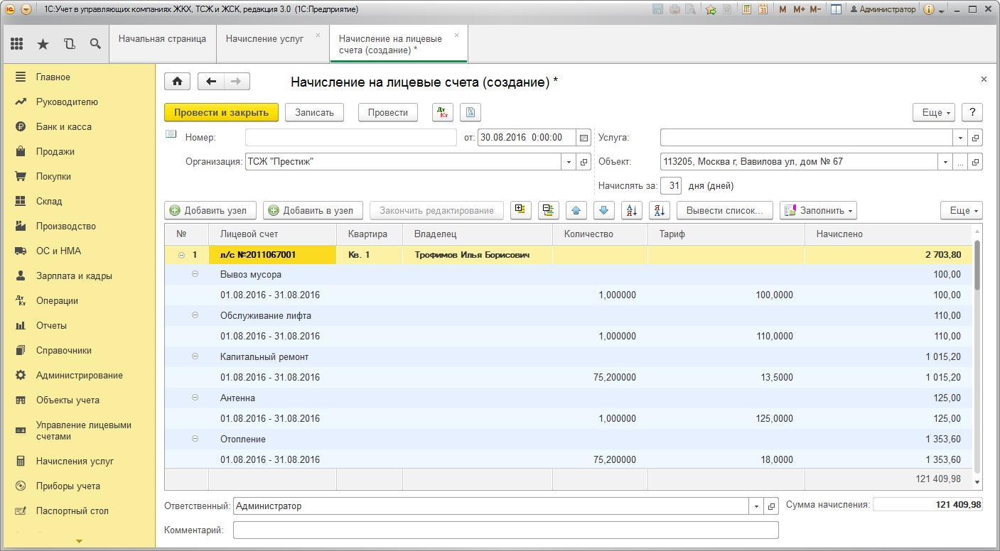 1С:Учет в управляющих компаниях ЖКХ, ТСЖ и ЖСК, редакция 3.0 (1С:Предприятие)
M M+ M- Администратор
Начальная страница
Начисление услуг
Начисление на лицевые
счета (создание) *
Главное
Руководителю
Банк и касса
Продажи
Покупки
Склад
Производство
ОС и НМА
Зарплата и кадры
Операции
Отчеты
Справочники
Администрирование
Объекты учета
Управление лицевыми
счетами
Начисления услуг
Приборы учета
Паспортный стол
Начисление на лицевые счета (создание) *
Провести и закрыть Записать Провести Дт Кт Еще ?
Номер: от: 30.08.2016 0:00:00 Услуга:
Организация: ТСЖ "Престиж" Объект: 113205, Москва г, Вавилова ул, дом № 67 ...
Начислять за: 31 дня (дней)
Добавить узел Добавить в узел Закончить редактирование Вывести список... Заполнить Еще
№ Лицевой счет Квартира Владелец Количество Тариф Начислено
1 л/с №2011067001 Кв. 1 Трофимов Илья Борисович 2 703,80
Вывоз мусора 100,00
01.08.2016 - 31.08.2016 1,000000 100,0000 100,00
Обслуживание лифта 110,00
01.08.2016 - 31.08.2016 1,000000 110,0000 110,00
Капитальный ремонт 1 015,20
01.08.2016 - 31.08.2016 75,200000 13,5000 1 015,20
Антенна 125,00
01.08.2016 - 31.08.2016 1,000000 125,0000 125,00
Отопление 1 353,60
01.08.2016 - 31.08.2016 75,200000 18,0000 1 353,60
121 409,98
Ответственный: Администратор Сумма начисления: 121 409,98
Комментарий: